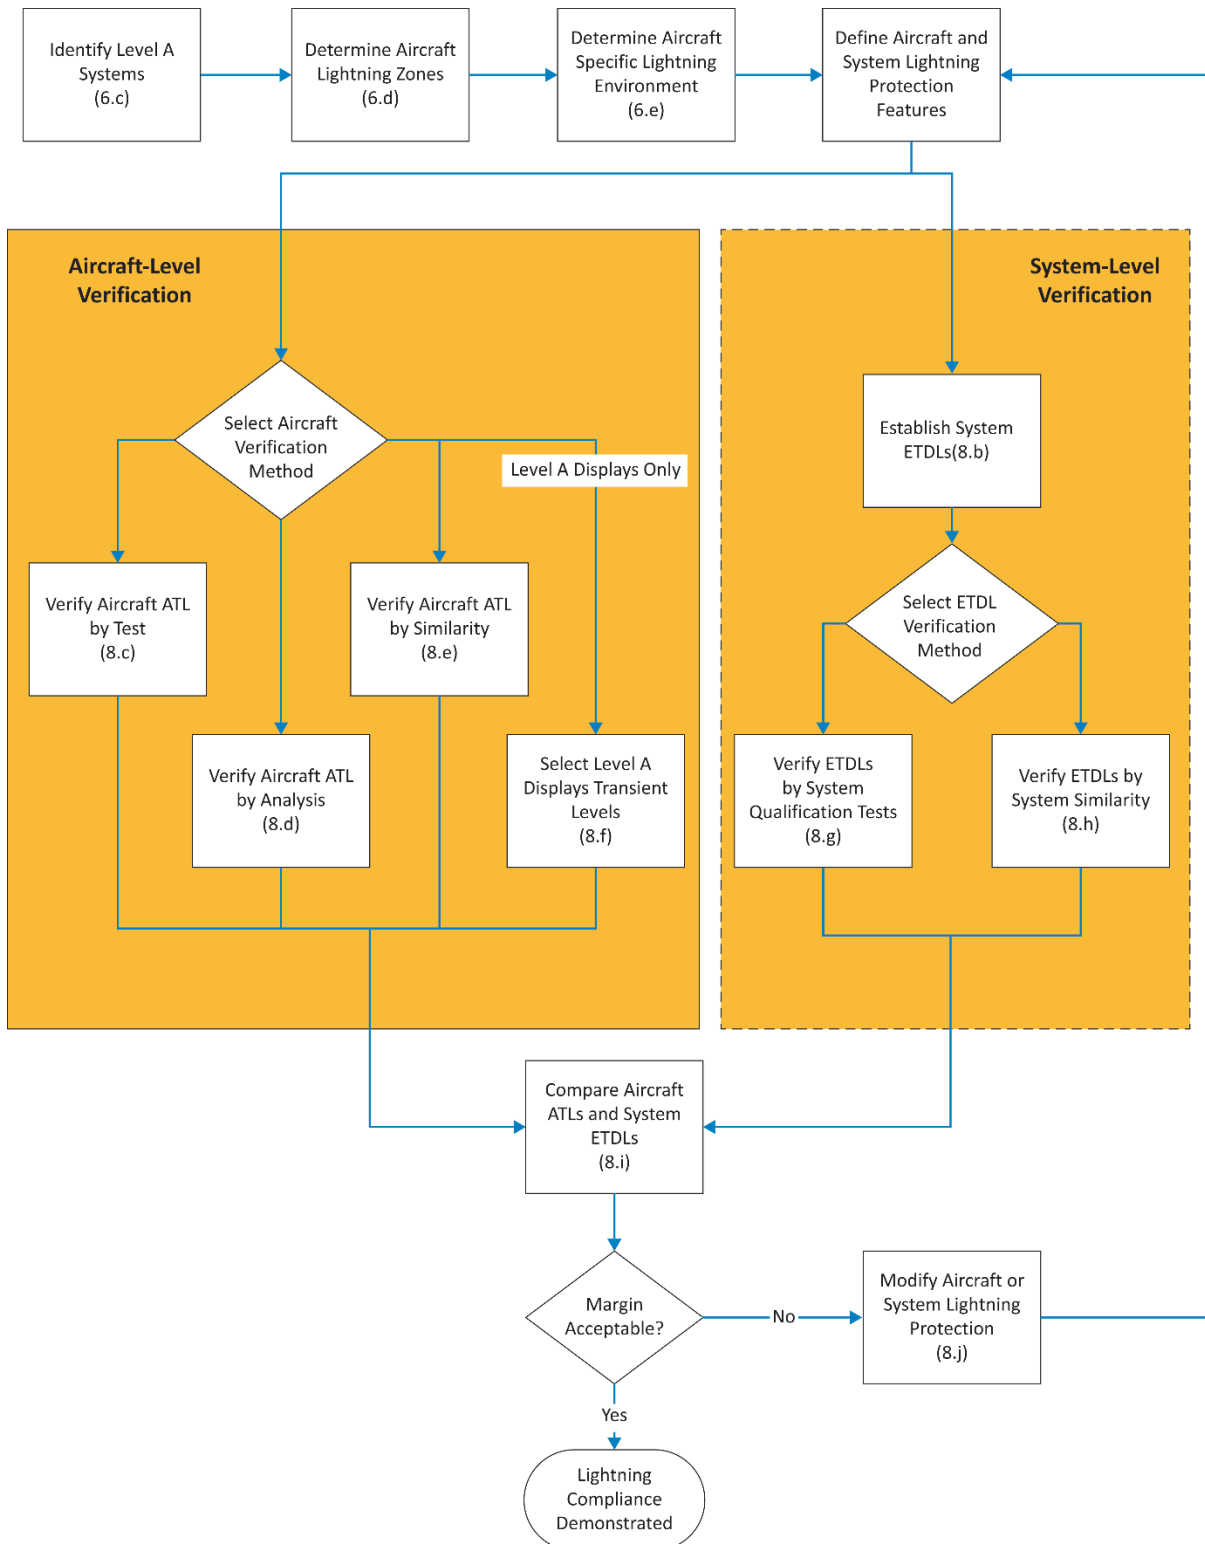 Identify Level A
Systems
(6.c)
Determine Aircraft
Lightning Zones
(6.d)
Determine Aircraft
Specific Lightning
Environment
(6.e)
Define Aircraft and
System Lightning
Protection
Features
Aircraft-Level
Verification
System-Level
Verification
Select Aircraft
Verification
Method
Level A Displays Only
Establish System
ETDLs(8.b)
Verify Aircraft ATL
by Test
(8.c)
Verify Aircraft ATL
by Similarity
(8.e)
Select ETDL
Verification
Method
Verify Aircraft ATL
by Analysis
(8.d)
Select Level A
Displays Transient
Levels
(8.f)
Verify ETDLs
by System
Qualification Tests
(8.g)
Verify ETDLs by
System Similarity
(8.h)
Compare Aircraft
ATLs and System
ETDLs
(8.i)
Margin
Acceptable?
No
Modify Aircraft or
System Lightning
Protection
(8.j)
Yes
Lightning
Compliance
Demonstrated